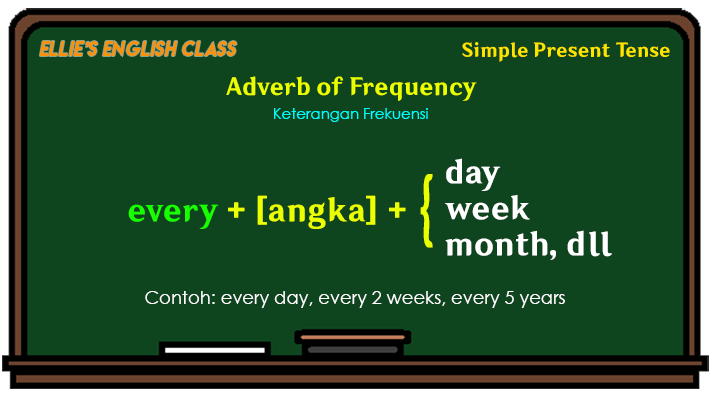 ELLIE'S ENGLISH CLASS
Simple Present Tense
Adverb of Frequency
Keterangan Frekuensi
every + [angka] + {
day
week
month, dll
Contoh: every day, every 2 weeks, every 5 years